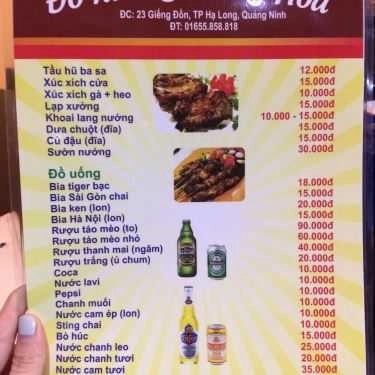 ĐC: 23 Giếng Đồn, TP Hạ Long, Quảng Ninh
ĐT: 01655.858.818
Tầu hũ ba sa 12.000đ
Xúc xích cửa 15.000đ
Xúc xích gà + heo 10.000đ
Lạp xưởng 15.000đ
Khoai lang nướng 10.000 - 15.000đ
Dưa chuột (đĩa) 15.000đ
Củ đậu (đĩa) 15.000đ
Sườn nướng 30.000đ
Đồ uống
Bia tiger bạc 18.000đ
Bia Sài Gòn chai 15.000đ
Bia ken (lon) 20.000đ
Bia Hà Nội (lon) 15.000đ
Rượu táo mèo (to) 90.000đ
Rượu táo mèo nhỏ 60.000đ
Rượu thanh mai (ngâm) 40.000đ
Rượu trắng (ủ chum) 20.000đ
Coca 10.000đ
Nước lavi 10.000đ
Pepsi 10.000đ
Chanh muối 10.000đ
Nước cam ép (lon) 10.000đ
Sting chai 10.000đ
Bò húc 15.000đ
Nước chanh leo 25.000đ
Nước chanh tươi 20.000đ
Nước cam tươi 35.000đ